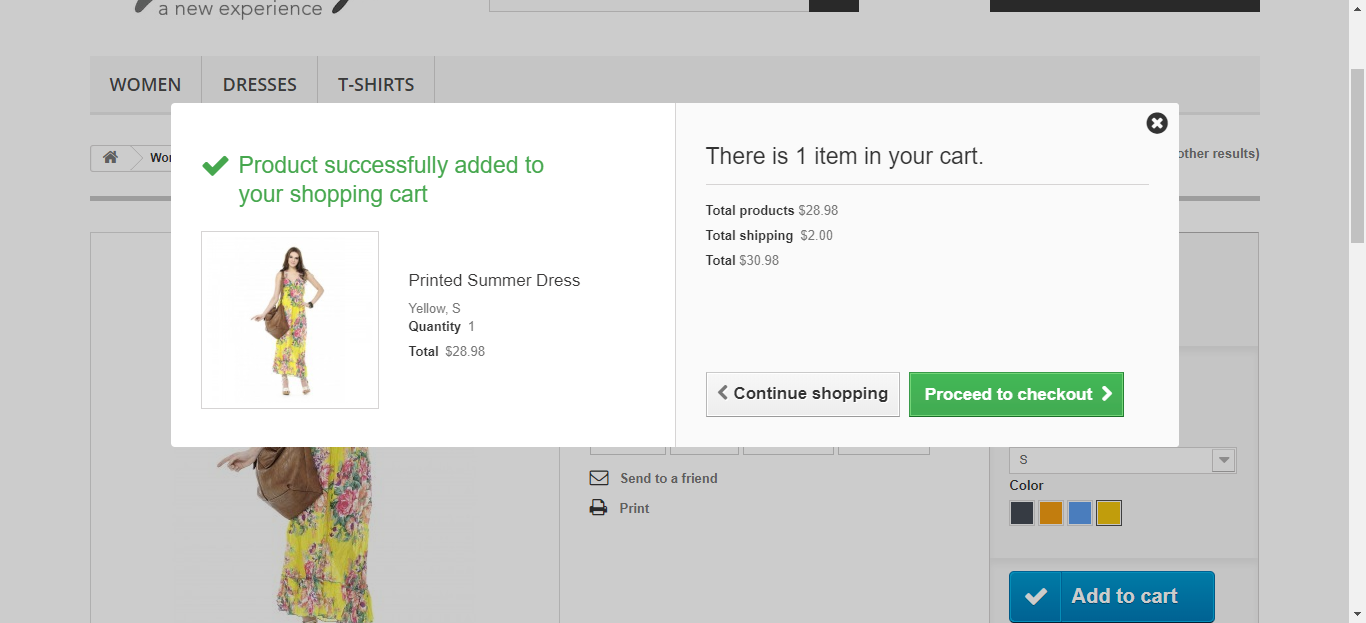 a new experience
WOMEN
DRESSES
T-SHIRTS
Product successfully added to
your shopping cart
Printed Summer Dress
Yellow, S
Quantity 1
Total $28.98
There is 1 item in your cart.
Total products $28.98
Total shipping $2.00
Total $30.98
Continue shopping
Proceed to checkout
other results)
Send to a friend
Print
S
Color
Add to cart